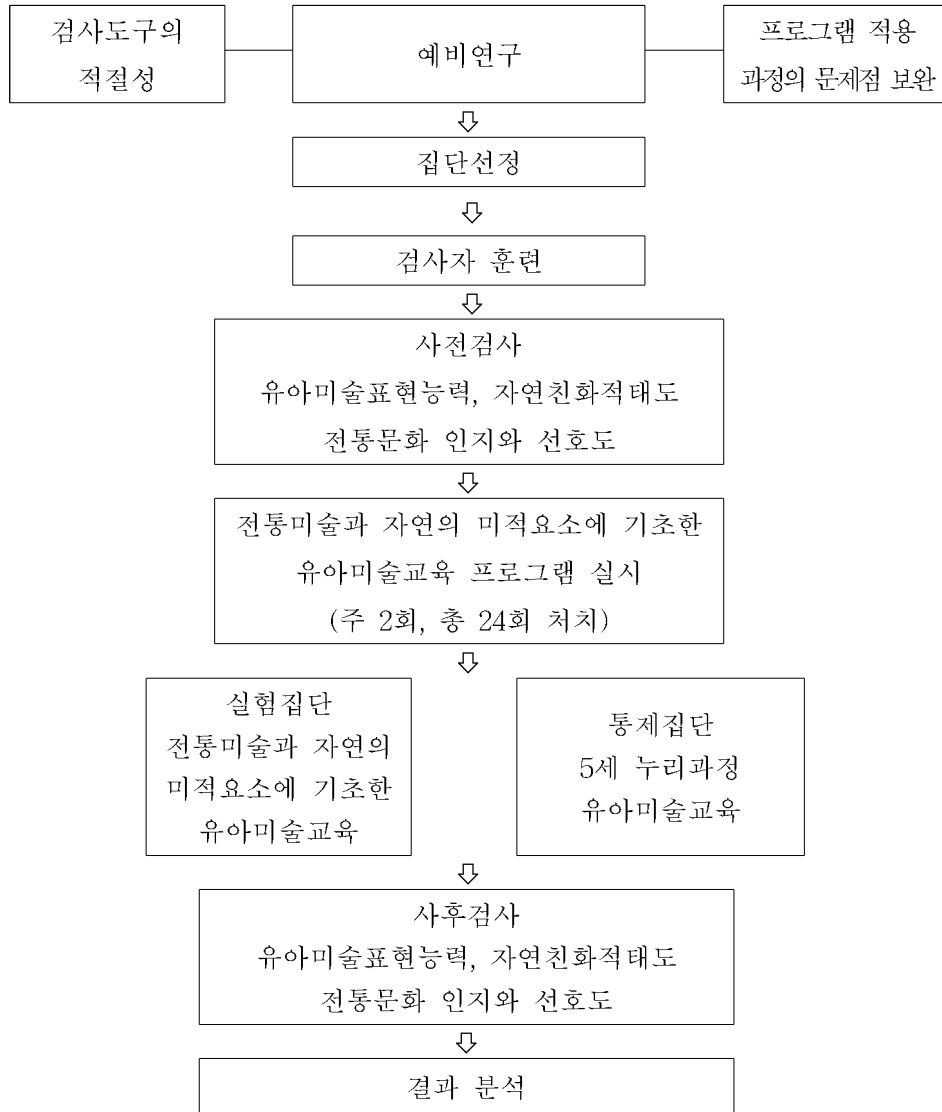 검사도구의
적절성
예비연구
프로그램 적용
과정의 문제점 보완
집단선정
검사자 훈련
사전검사
유아미술표현능력, 자연친화적태도
전통문화 인지와 선호도
전통미술과 자연의 미적요소에 기초한
유아미술교육 프로그램 실시
(주 2회, 총 24회 처치)
실험집단
전통미술과 자연의
미적요소에 기초한
유아미술교육
통제집단
5세 누리과정
유아미술교육
사후검사
유아미술표현능력, 자연친화적태도
전통문화 인지와 선호도
결과 분석